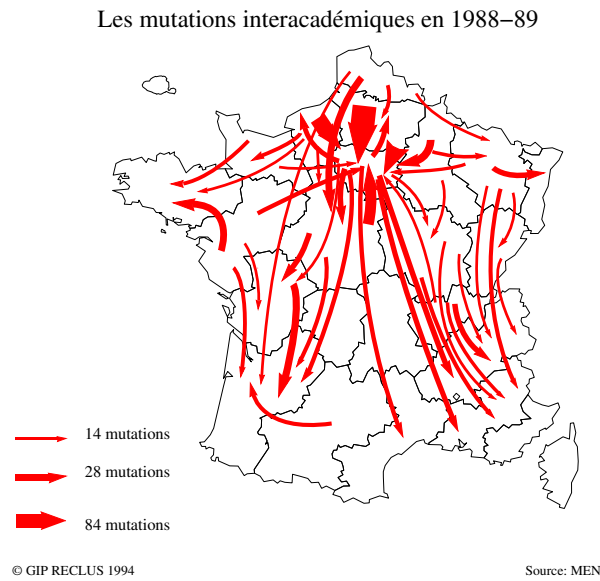 Les mutations interacadémiques en 1988−89
14 mutations
28 mutations
84 mutations
© GIP RECLUS 1994
Source: MEN